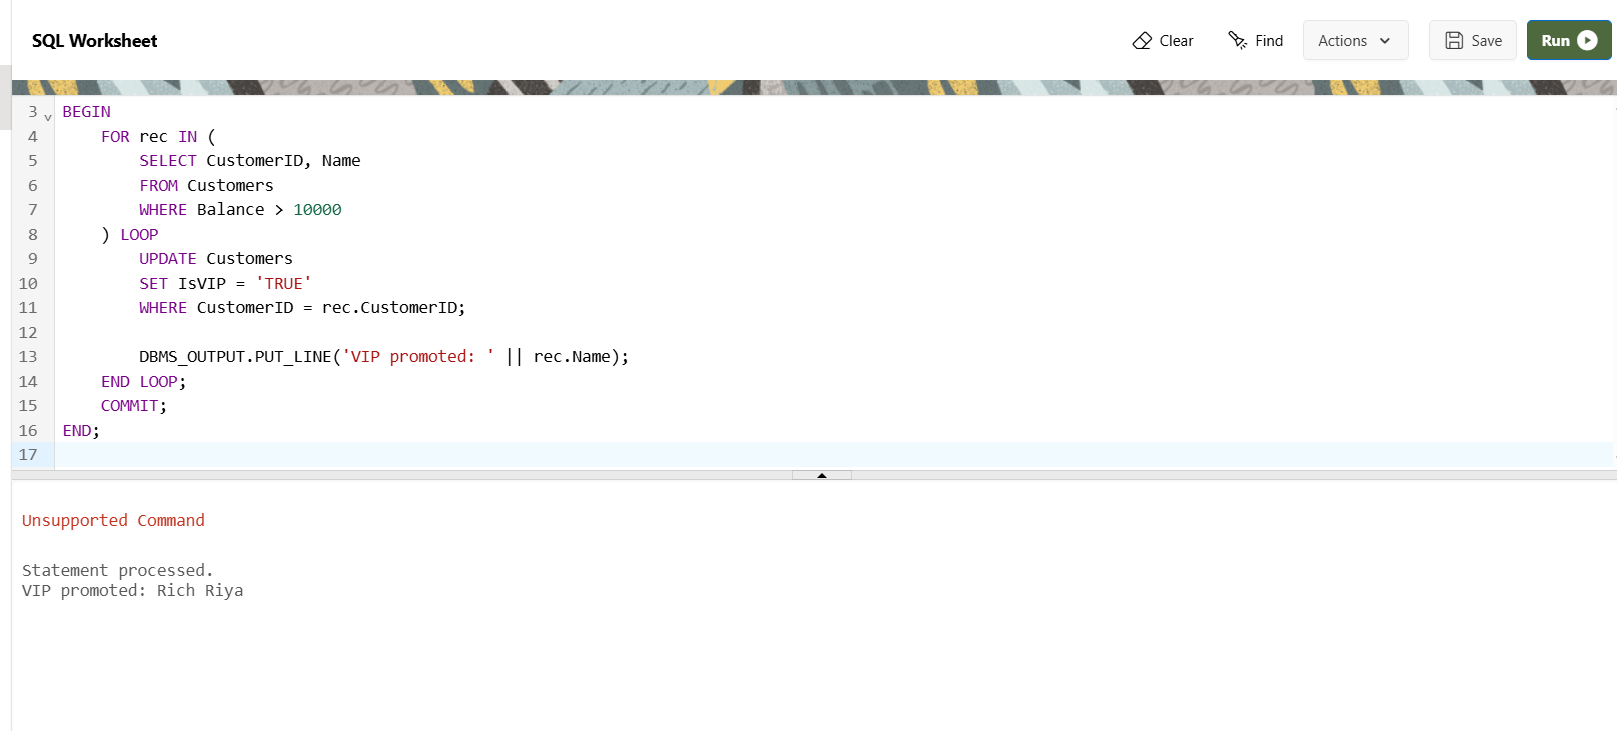 SQL Worksheet
Clear
Find
Actions
Save
Run
3 BEGIN
4     FOR rec IN (
5         SELECT CustomerID, Name
6         FROM Customers
7         WHERE Balance > 10000
8     ) LOOP
9         UPDATE Customers
10         SET IsVIP = 'TRUE'
11         WHERE CustomerID = rec.CustomerID;
12
13         DBMS_OUTPUT.PUT_LINE('VIP promoted: ' || rec.Name);
14     END LOOP;
15     COMMIT;
16 END;
17
Unsupported Command
Statement processed.
VIP promoted: Rich Riya